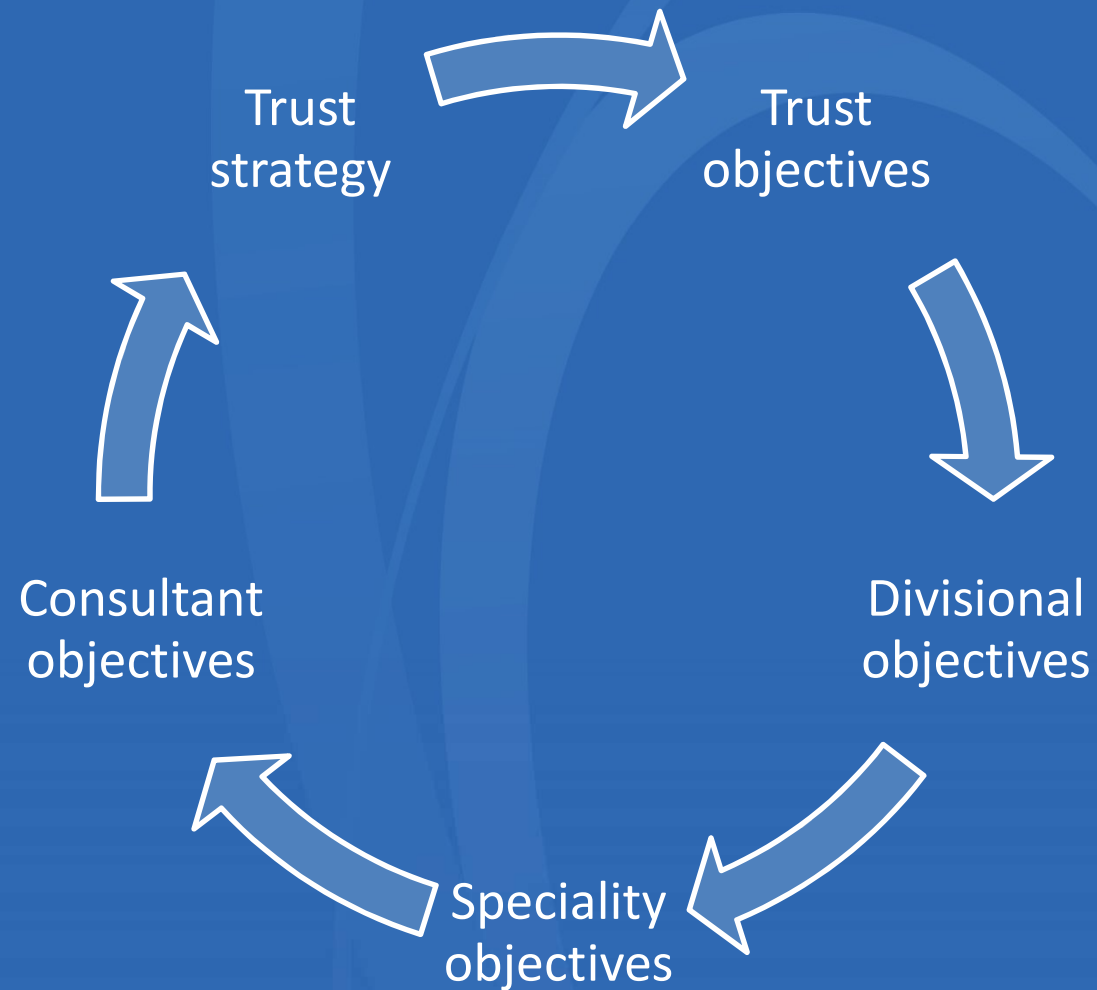 Trust
strategy
Trust
objectives
Divisional
objectives
Speciality
objectives
Consultant
objectives